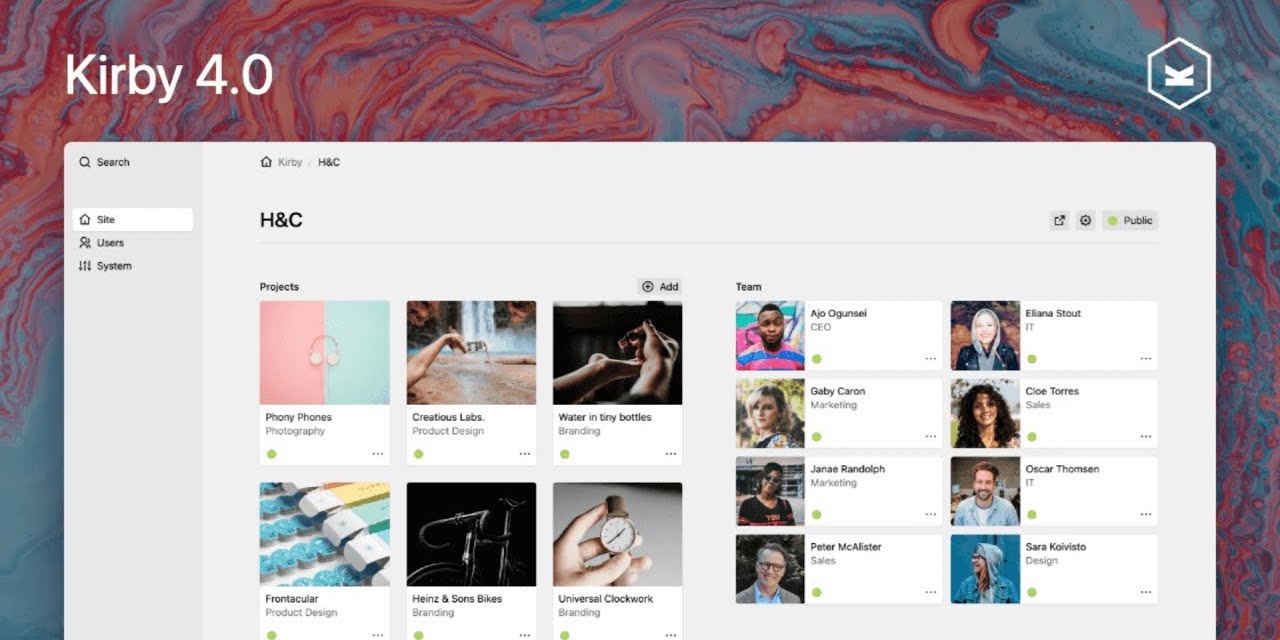 Kirby 4.0
Search
Site
Users
System
Kirby / H&C
H&C
Public
Projects
Add
Phony Phones
Photography
Creatious Labs.
Product Design
Water in tiny bottles
Branding
Frontacular
Product Design
Heinz & Sons Bikes
Branding
Universal Clockwork
Branding
Team
Ajo Ogunsei
CEO
Eliana Stout
IT
Gaby Caron
Marketing
Cloe Torres
Sales
Janae Randolph
Marketing
YOU
Oscar Thomsen
IT
Peter McAlister
Sales
Sara Koivisto
Design